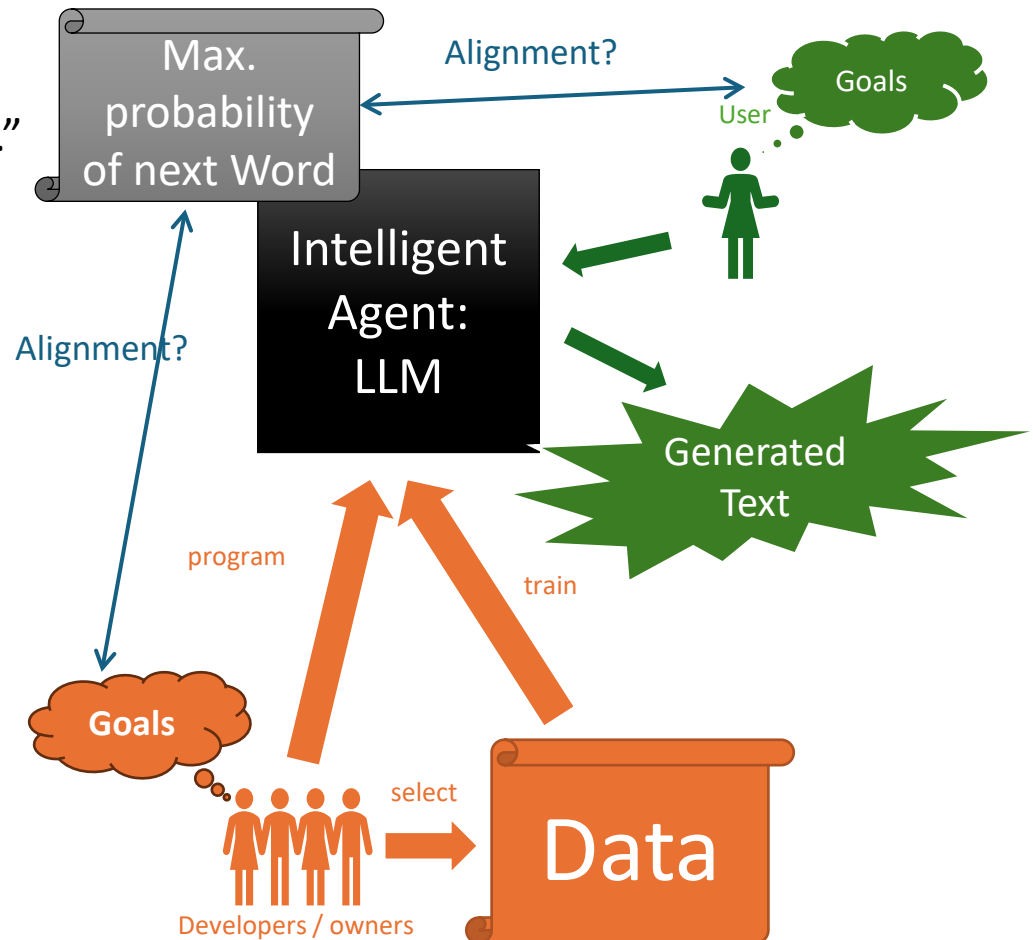 Max.
probability
of next Word
.”
Alignment?
Goals
User
Intelligent
Agent:
LLM
Alignment?
Generated
Text
program
train
Goals
select
Data
Developers / owners